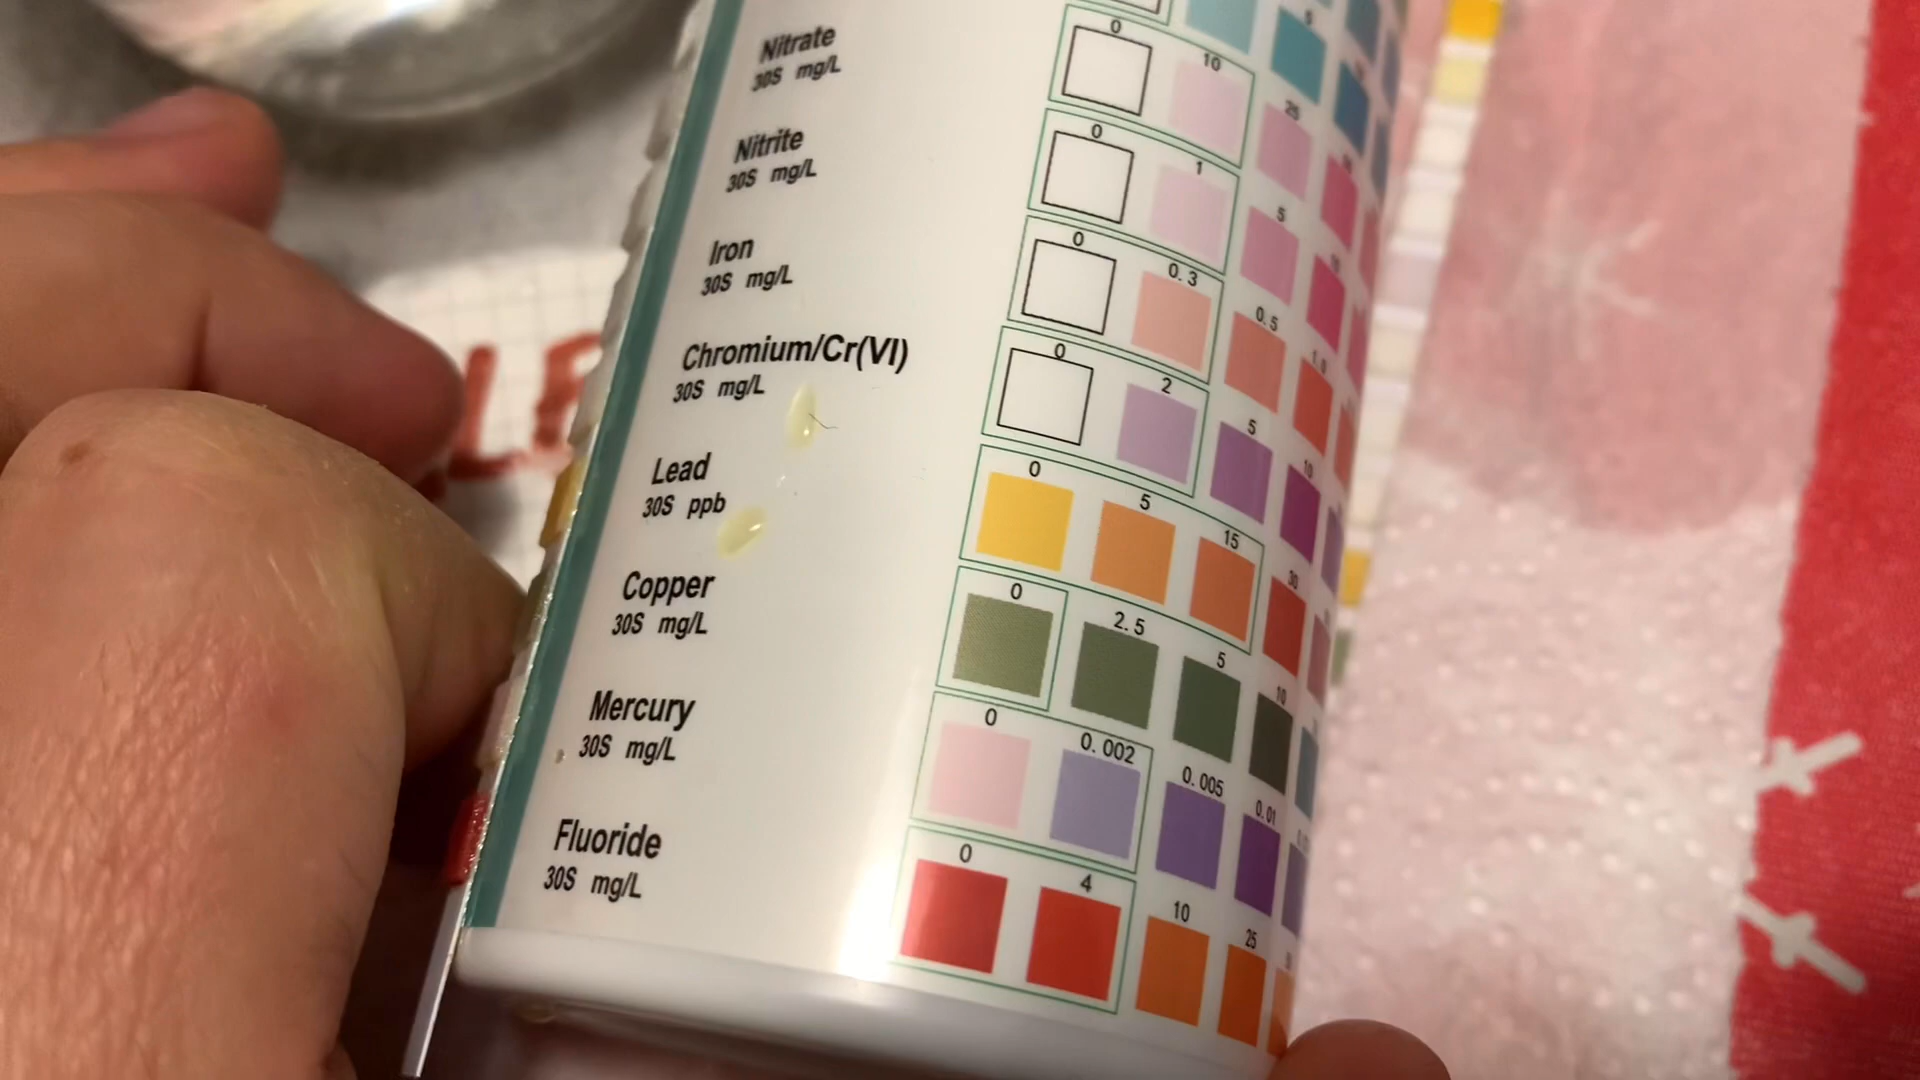 Nitrate
30S mg/L
0 10 25
Nitrite
30S mg/L
0 1 5
Iron
30S mg/L
0 0.3 0.5 1.0
Chromium/Cr(VI)
30S mg/L
0 2 5 10
Lead
30S ppb
0 5 15 30
Copper
30S mg/L
0 2.5 5 10
Mercury
30S mg/L
0 0.002 0.005 0.01
Fluoride
30S mg/L
0 4 10 25